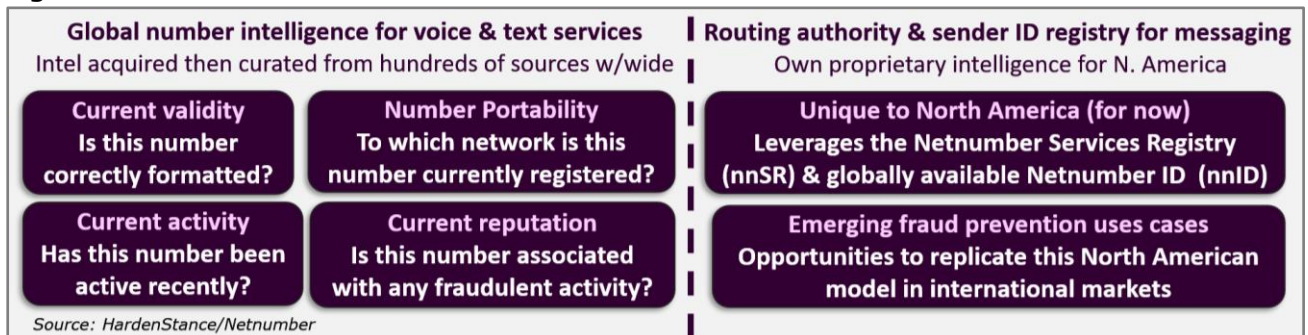 Global number intelligence for voice & text services
Intel acquired then curated from hundreds of sources w/wide
Current validity
Is this number
correctly formatted?
Number Portability
To which network is this
number currently registered?
Current activity
Has this number been
active recently?
Current reputation
Is this number associated
with any fraudulent activity?
Routing authority & sender ID registry for messaging
Own proprietary intelligence for N. America
Unique to North America (for now)
Leverages the Netnumber Services Registry
(nnSR) & globally available Netnumber ID (nnID)
Emerging fraud prevention uses cases
Opportunities to replicate this North American
model in international markets
Source: HardenStance/Netnumber